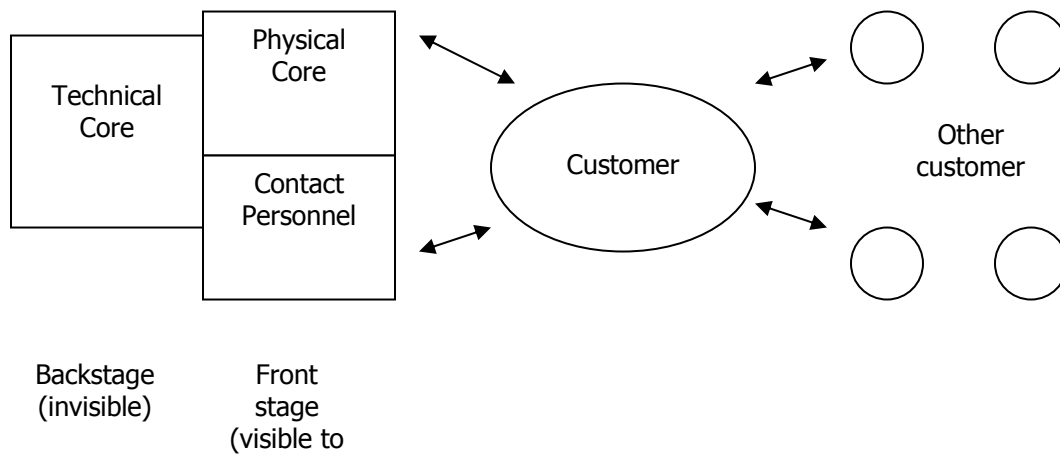 Physical
Core
Technical
Core
Contact
Personnel
Customer
Other
customer
Backstage
(invisible)
Front
stage
(visible to